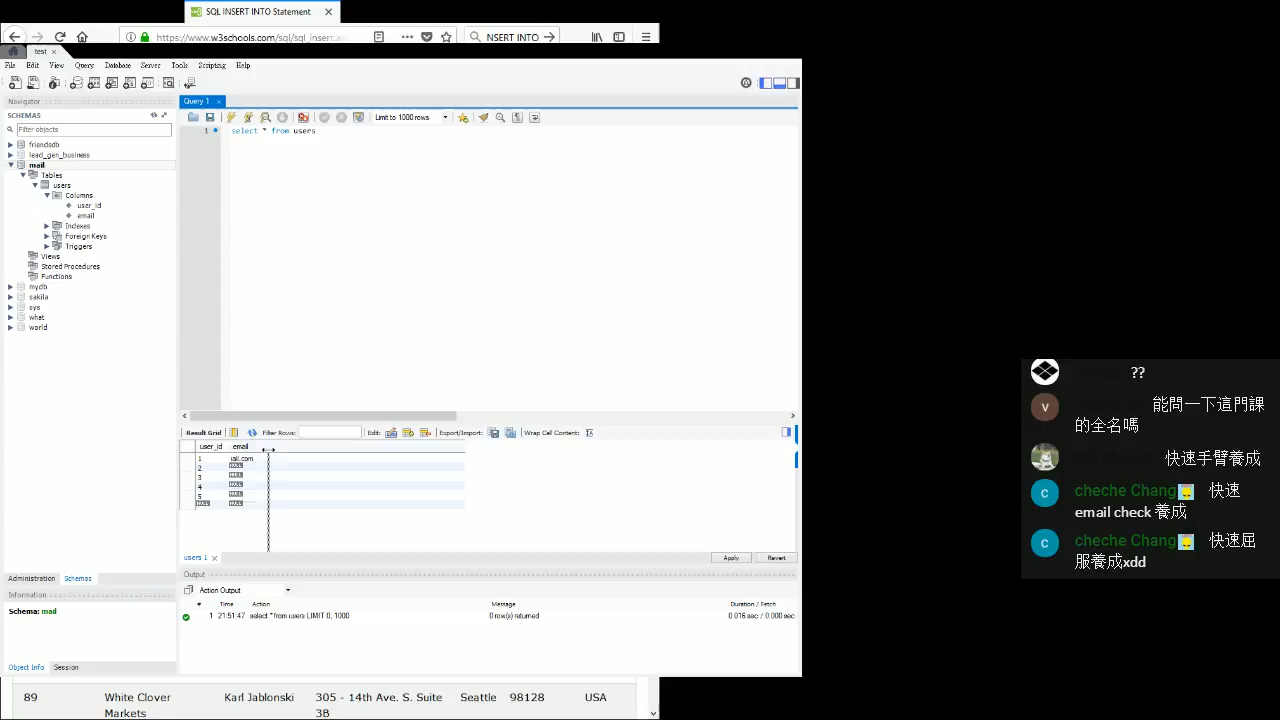 SQL INSERT INTO Statement
https://www.w3schools.com/sql/sql_insert.a
NSERT INTO
test
File Edit View Query Database Server Tools Scripting Help
Navigator
Query 1
SCHEMAS
Filter objects
Limit to 1000 rows
1 select * from users
friendsdb
lead_gen_business
mail
Tables
users
Columns
user_id
email
Indexes
Foreign Keys
Triggers
Views
Stored Procedures
Functions
mydb
sakila
sys
what
world
Result Grid Filter Rows: Edit: Export/Import: Wrap Cell Content:
user_id email
1 ail.com
2 NULL
3 NULL
4 NULL
5 NULL
NULL NULL
users 1 Apply Revert
Administration Schemas
Output
Information
Action Output
# Time Action Message Duration / Fetch
Schema: mail
1 21:51:47 select * from users LIMIT 0, 1000 0 row(s) returned 0.016 sec / 0.000 sec
Object Info Session
89 White Clover Karl Jablonski 305 - 14th Ave. S. Suite Seattle 98128 USA
Markets 3B
??
V 能問一下這門課
的全名嗎
快速手臂養成
C cheche Chang 快速
email check 養成
C cheche Chang 快速屈
服養成xdd